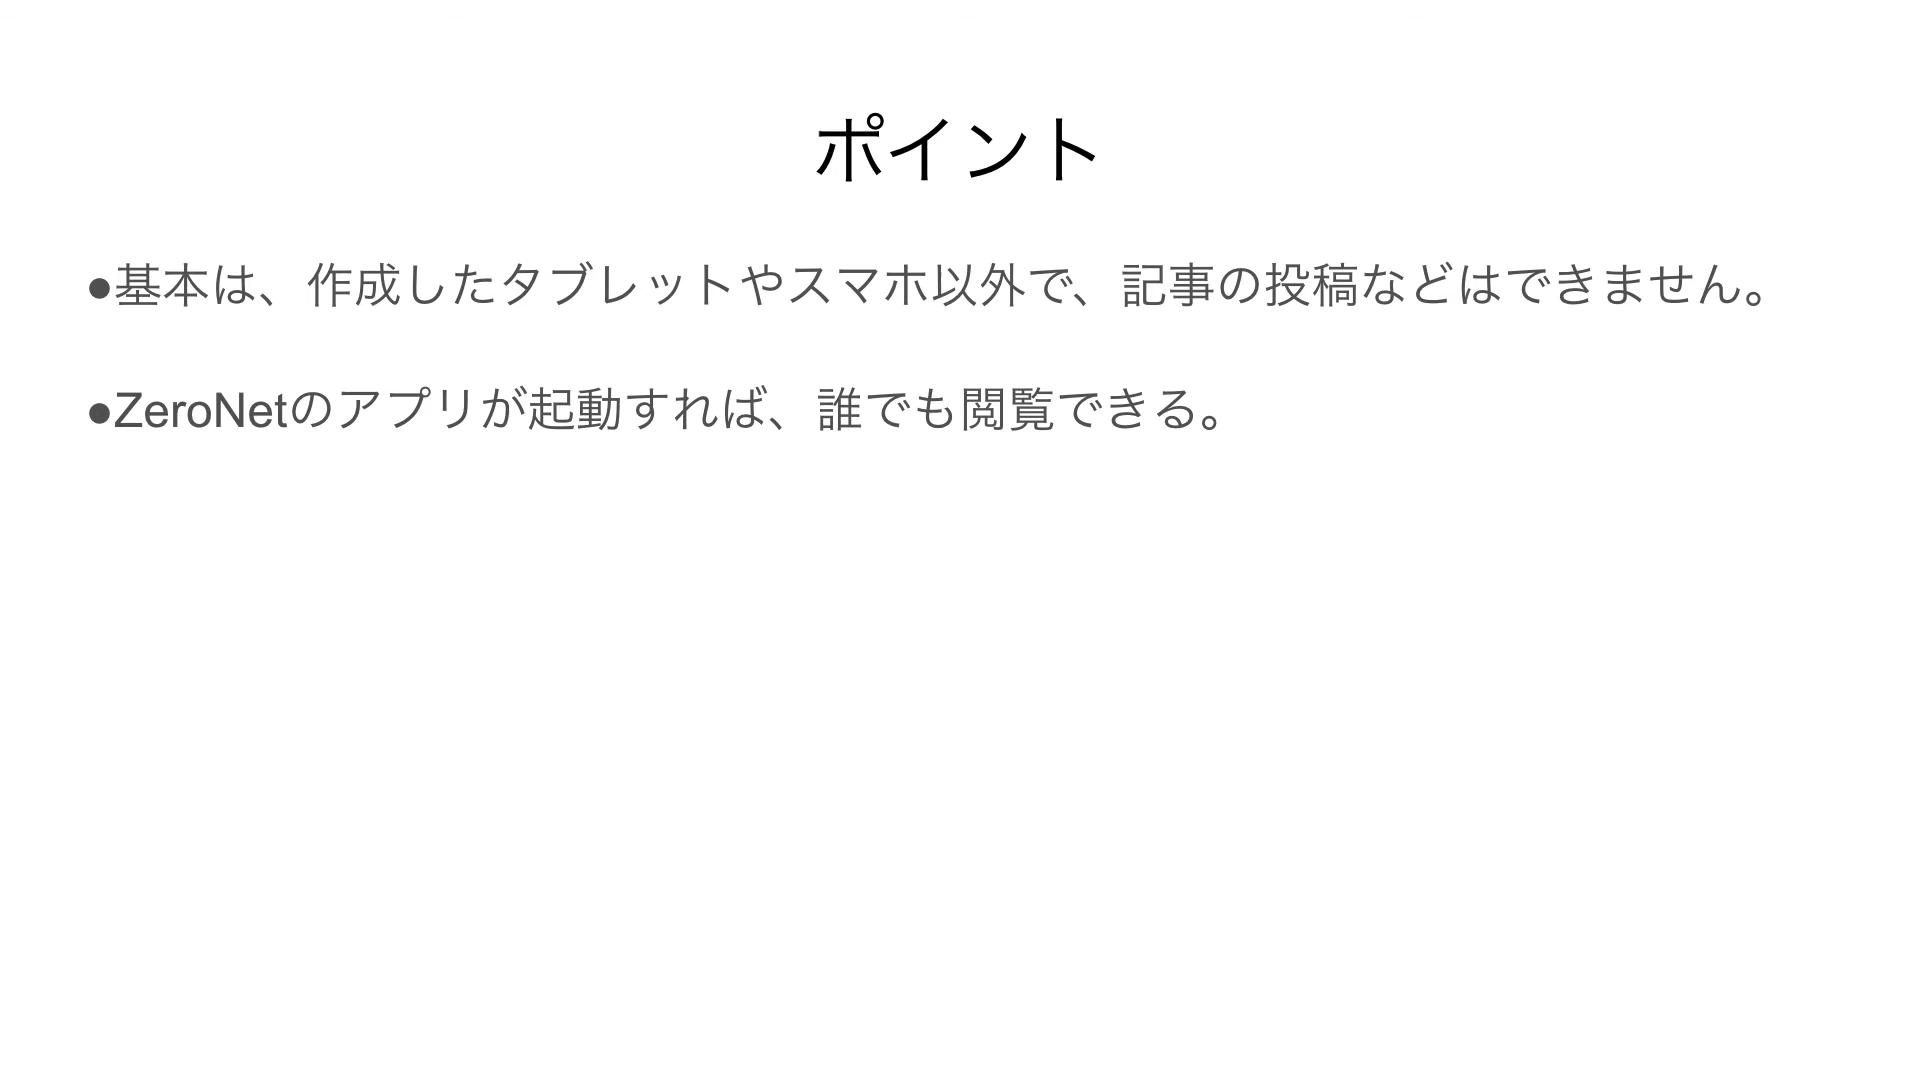 ポイント
●基本は、作成したタブレットやスマホ以外で、記事の投稿などはできません。
●ZeroNetのアプリが起動すれば、誰でも閲覧できる。